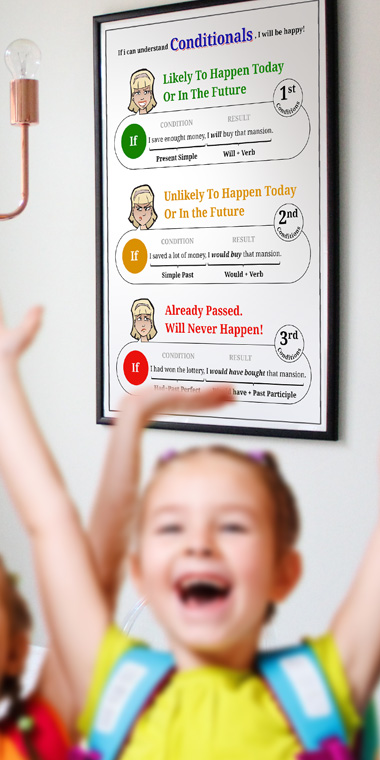 If i can understand Conditionals, I will be happy!
Likely To Happen Today
Or In The Future
1st
Conditions
CONDITION RESULT
If I save enought money, I will buy that mansion.
Present Simple Will + Verb
Unlikely To Happen Today
Or In the Future
2nd
Conditions
CONDITION RESULT
If I saved a lot of money, I would buy that mansion.
Simple Past Would + Verb
Already Passed.
Will Never Happen!
3rd
Conditions
CONDITION RESULT
If I had won the lottery, I would have bought that mansion.
Had+Past Perfect have + Past Participle